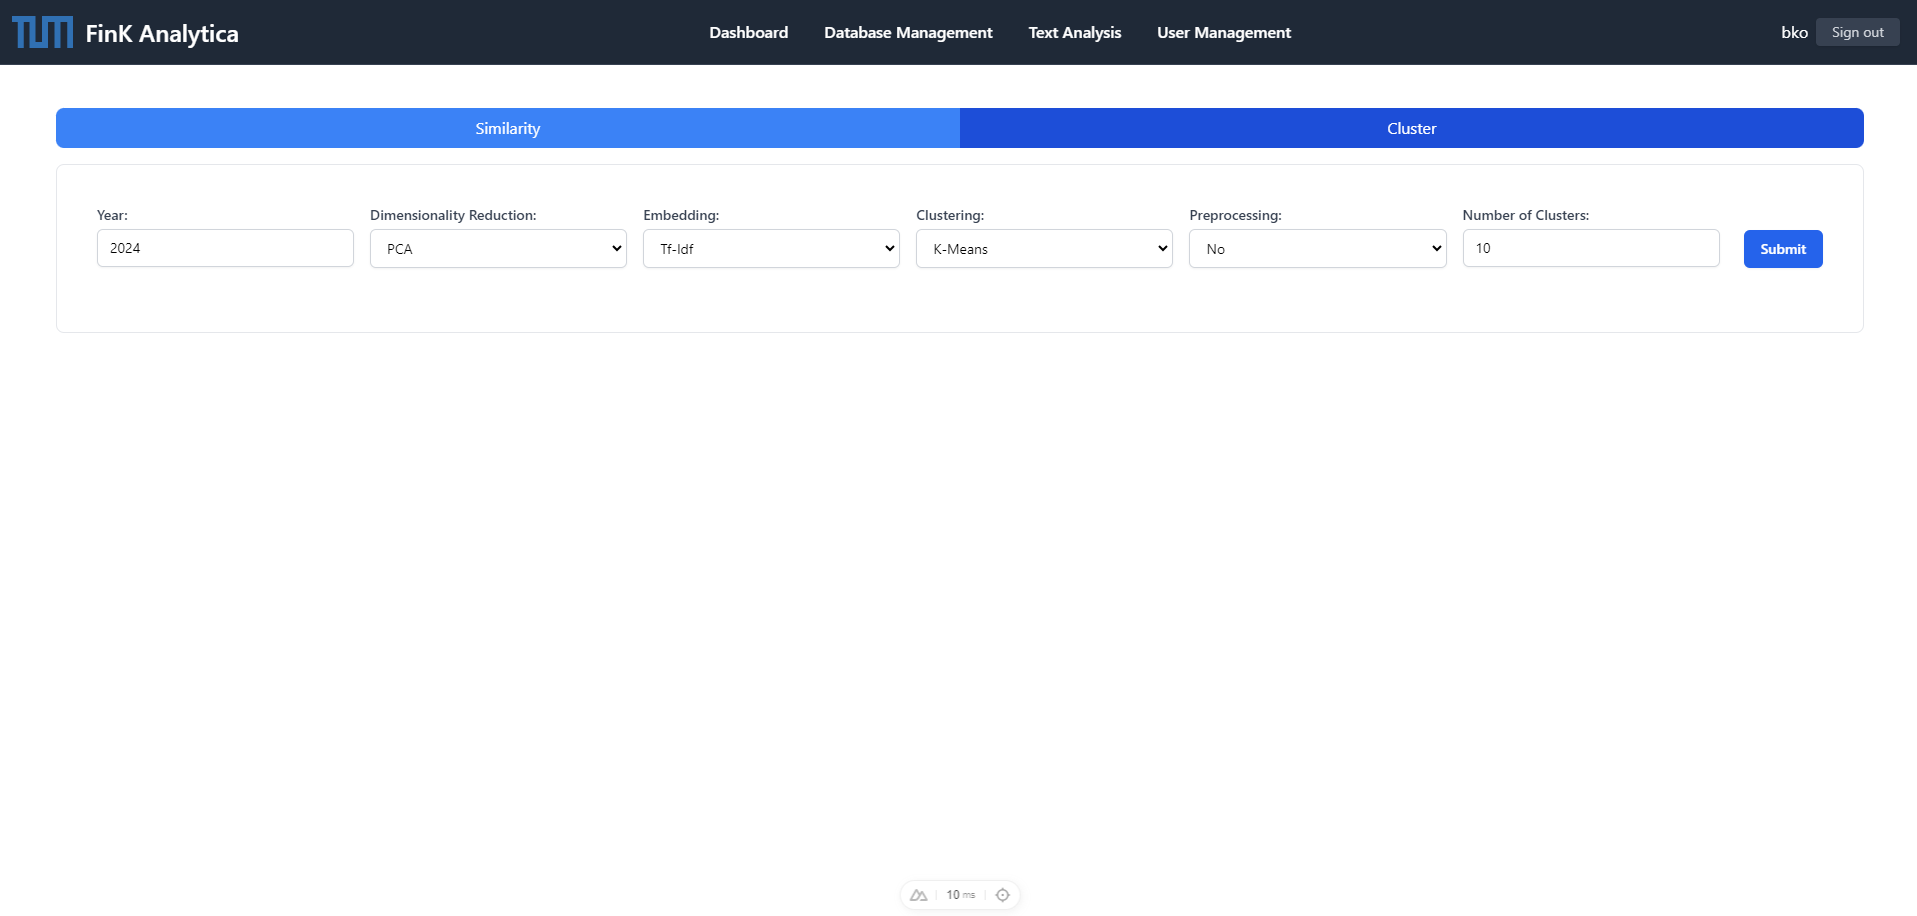 TUM FinK Analytica Dashboard Database Management Text Analysis User Management bko Sign out
Similarity Cluster
Year: Dimensionality Reduction: Embedding: Clustering: Preprocessing: Number of Clusters:
2024 PCA Tf-Idf K-Means No 10 Submit
10 ms